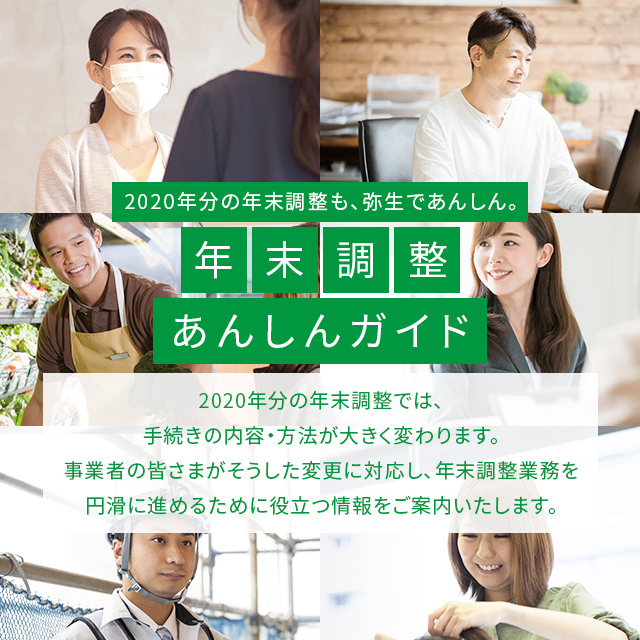 2020年分の年末調整も、弥生であんしん。
年末調整
あんしんガイド
2020年分の年末調整では、
手続きの内容・方法が大きく変わります。
事業者の皆さまがそうした変更に対応し、年末調整業務を
円滑に進めるために役立つ情報をご案内いたします。